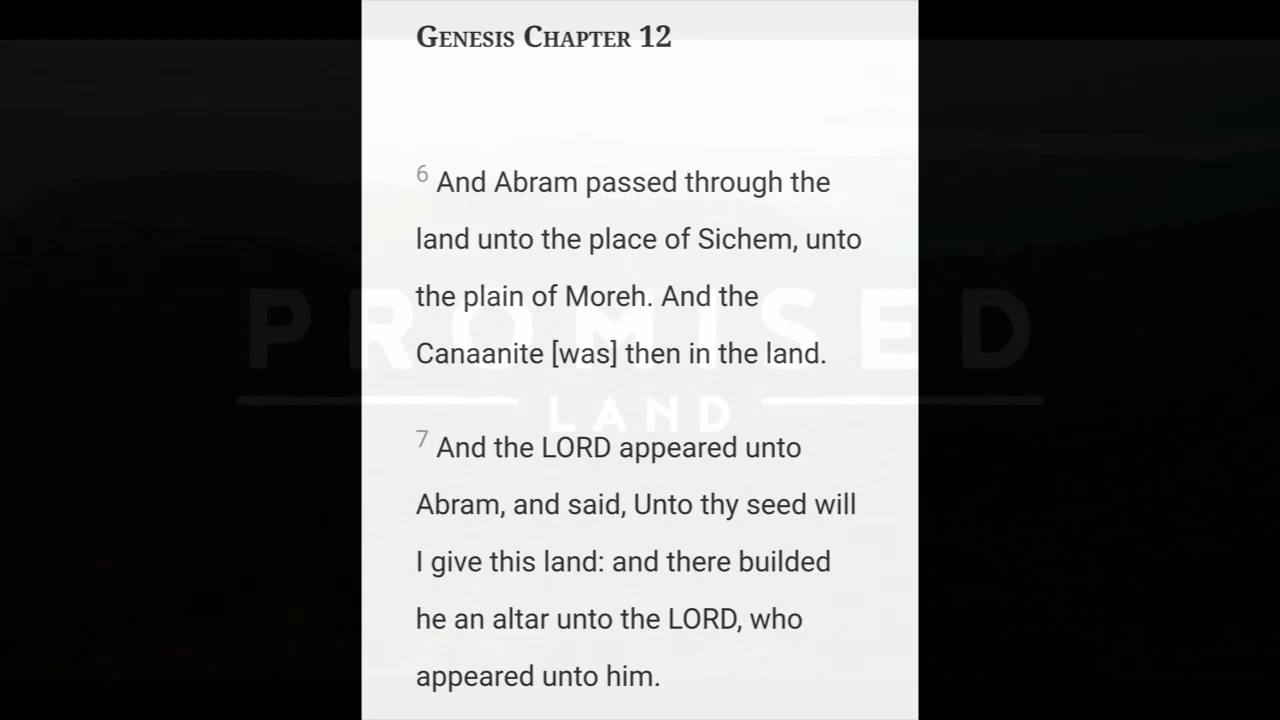 GENESIS CHAPTER 12
6 And Abram passed through the
land unto the place of Sichem, unto
the plain of Moreh. And the
PROMISED
Canaanite [was] then in the land.
LAND
7 And the LORD appeared unto
Abram, and said, Unto thy seed will
I give this land: and there builded
he an altar unto the LORD, who
appeared unto him.